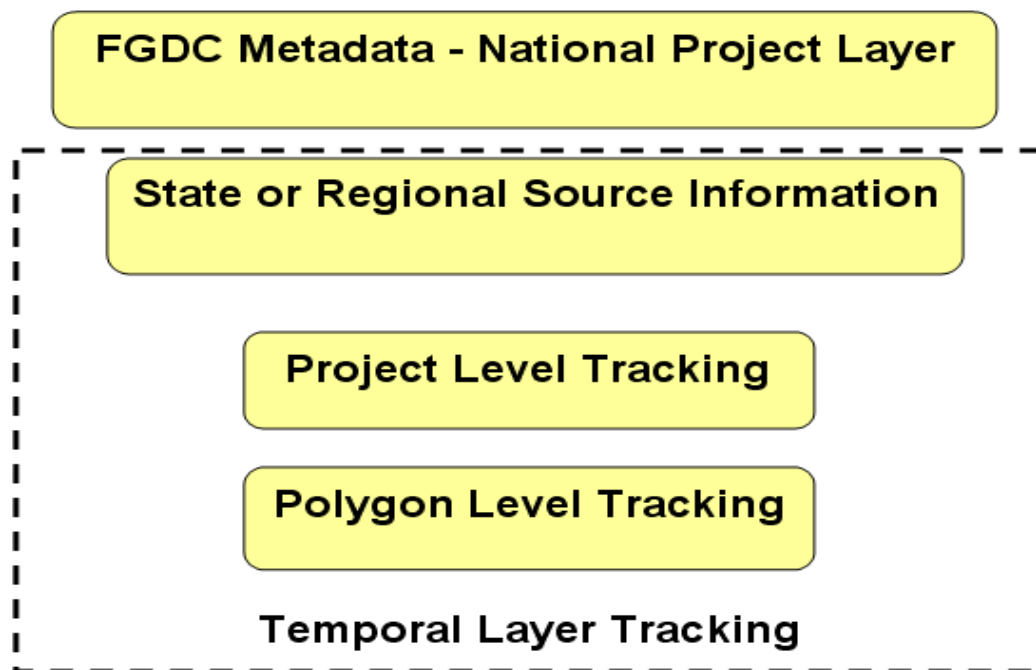 FGDC Metadata - National Project Layer
State or Regional Source Information
Project Level Tracking
Polygon Level Tracking
Temporal Layer Tracking